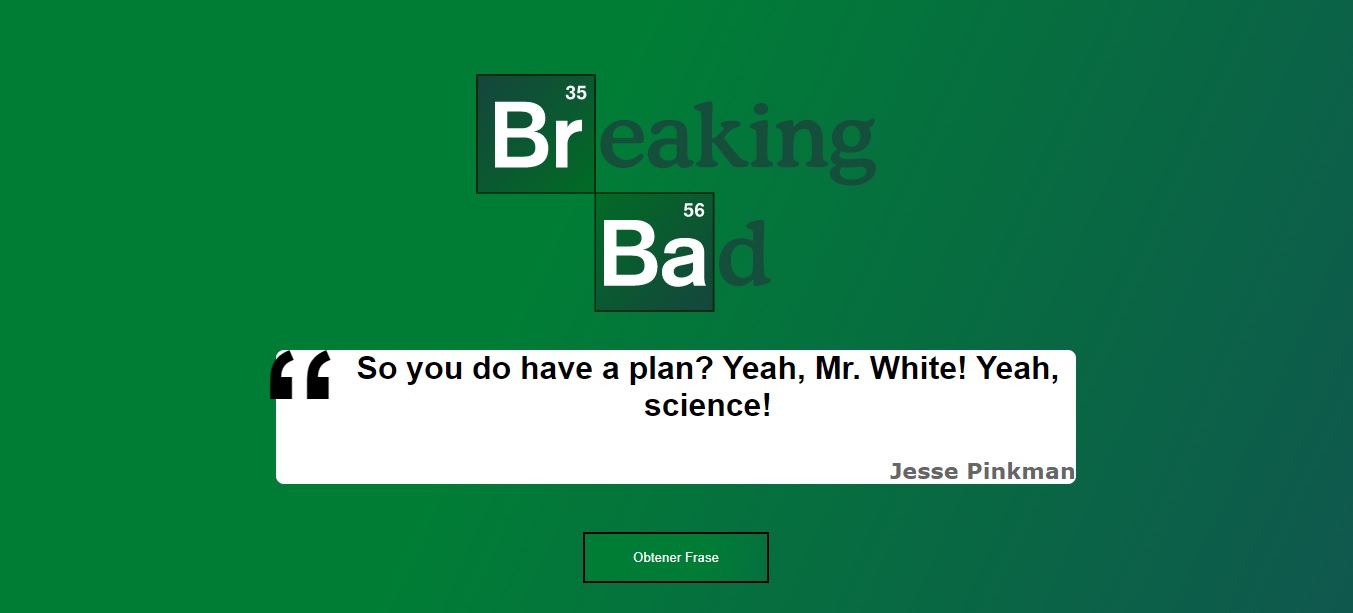 35
Breaking
56
Bad
“
So you do have a plan? Yeah, Mr. White! Yeah,
science!
Jesse Pinkman
Obtener Frase